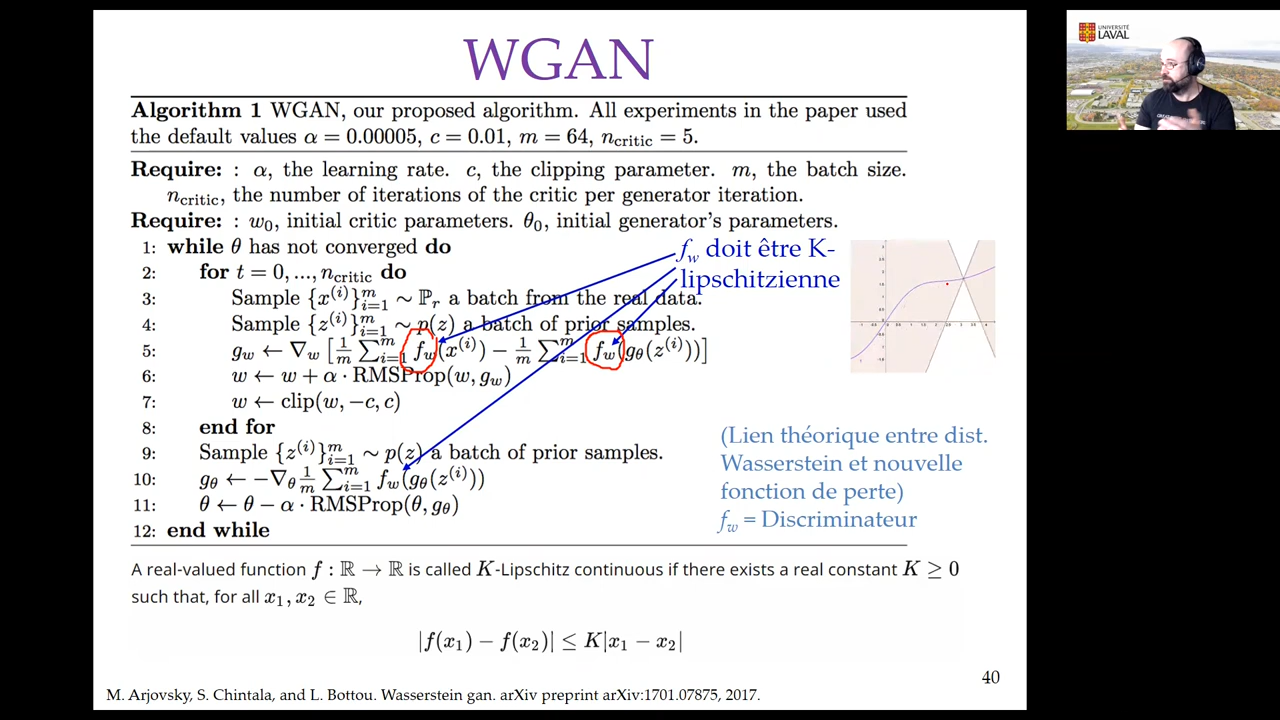 WGAN
UNIVERSITÉ
LAVAL
Algorithm 1 WGAN, our proposed algorithm. All experiments in the paper used
the default values α = 0.00005, c = 0.01, m = 64, n_critic = 5.
Require: : α, the learning rate. c, the clipping parameter. m, the batch size.
n_critic, the number of iterations of the critic per generator iteration.
Require: : w₀, initial critic parameters. θ₀, initial generator's parameters.
1: while θ has not converged do
2: for t = 0, ..., n_critic do
3: Sample {x^(i)}_{i=1}^m ∼ ℙ_r a batch from the real data.
4: Sample {z^(i)}_{i=1}^m ∼ p(z) a batch of prior samples.
5: g_w ← ∇_w [1/m ∑_{i=1}^m f_w(x^(i)) − 1/m ∑_{i=1}^m f_w(g_θ(z^(i)))]
6: w ← w + α · RMSProp(w, g_w)
7: w ← clip(w, −c, c)
8: end for
9: Sample {z^(i)}_{i=1}^m ∼ p(z) a batch of prior samples.
10: g_θ ← −∇_θ 1/m ∑_{i=1}^m f_w(g_θ(z^(i)))
11: θ ← θ − α · RMSProp(θ, g_θ)
12: end while
f_w doit être K-
lipschitzienne
(Lien théorique entre dist.
Wasserstein et nouvelle
fonction de perte)
f_w = Discriminateur
A real-valued function f : ℝ → ℝ is called K-Lipschitz continuous if there exists a real constant K ≥ 0
such that, for all x₁, x₂ ∈ ℝ,
|f(x₁) − f(x₂)| ≤ K|x₁ − x₂|
40
M. Arjovsky, S. Chintala, and L. Bottou. Wasserstein gan. arXiv preprint arXiv:1701.07875, 2017.